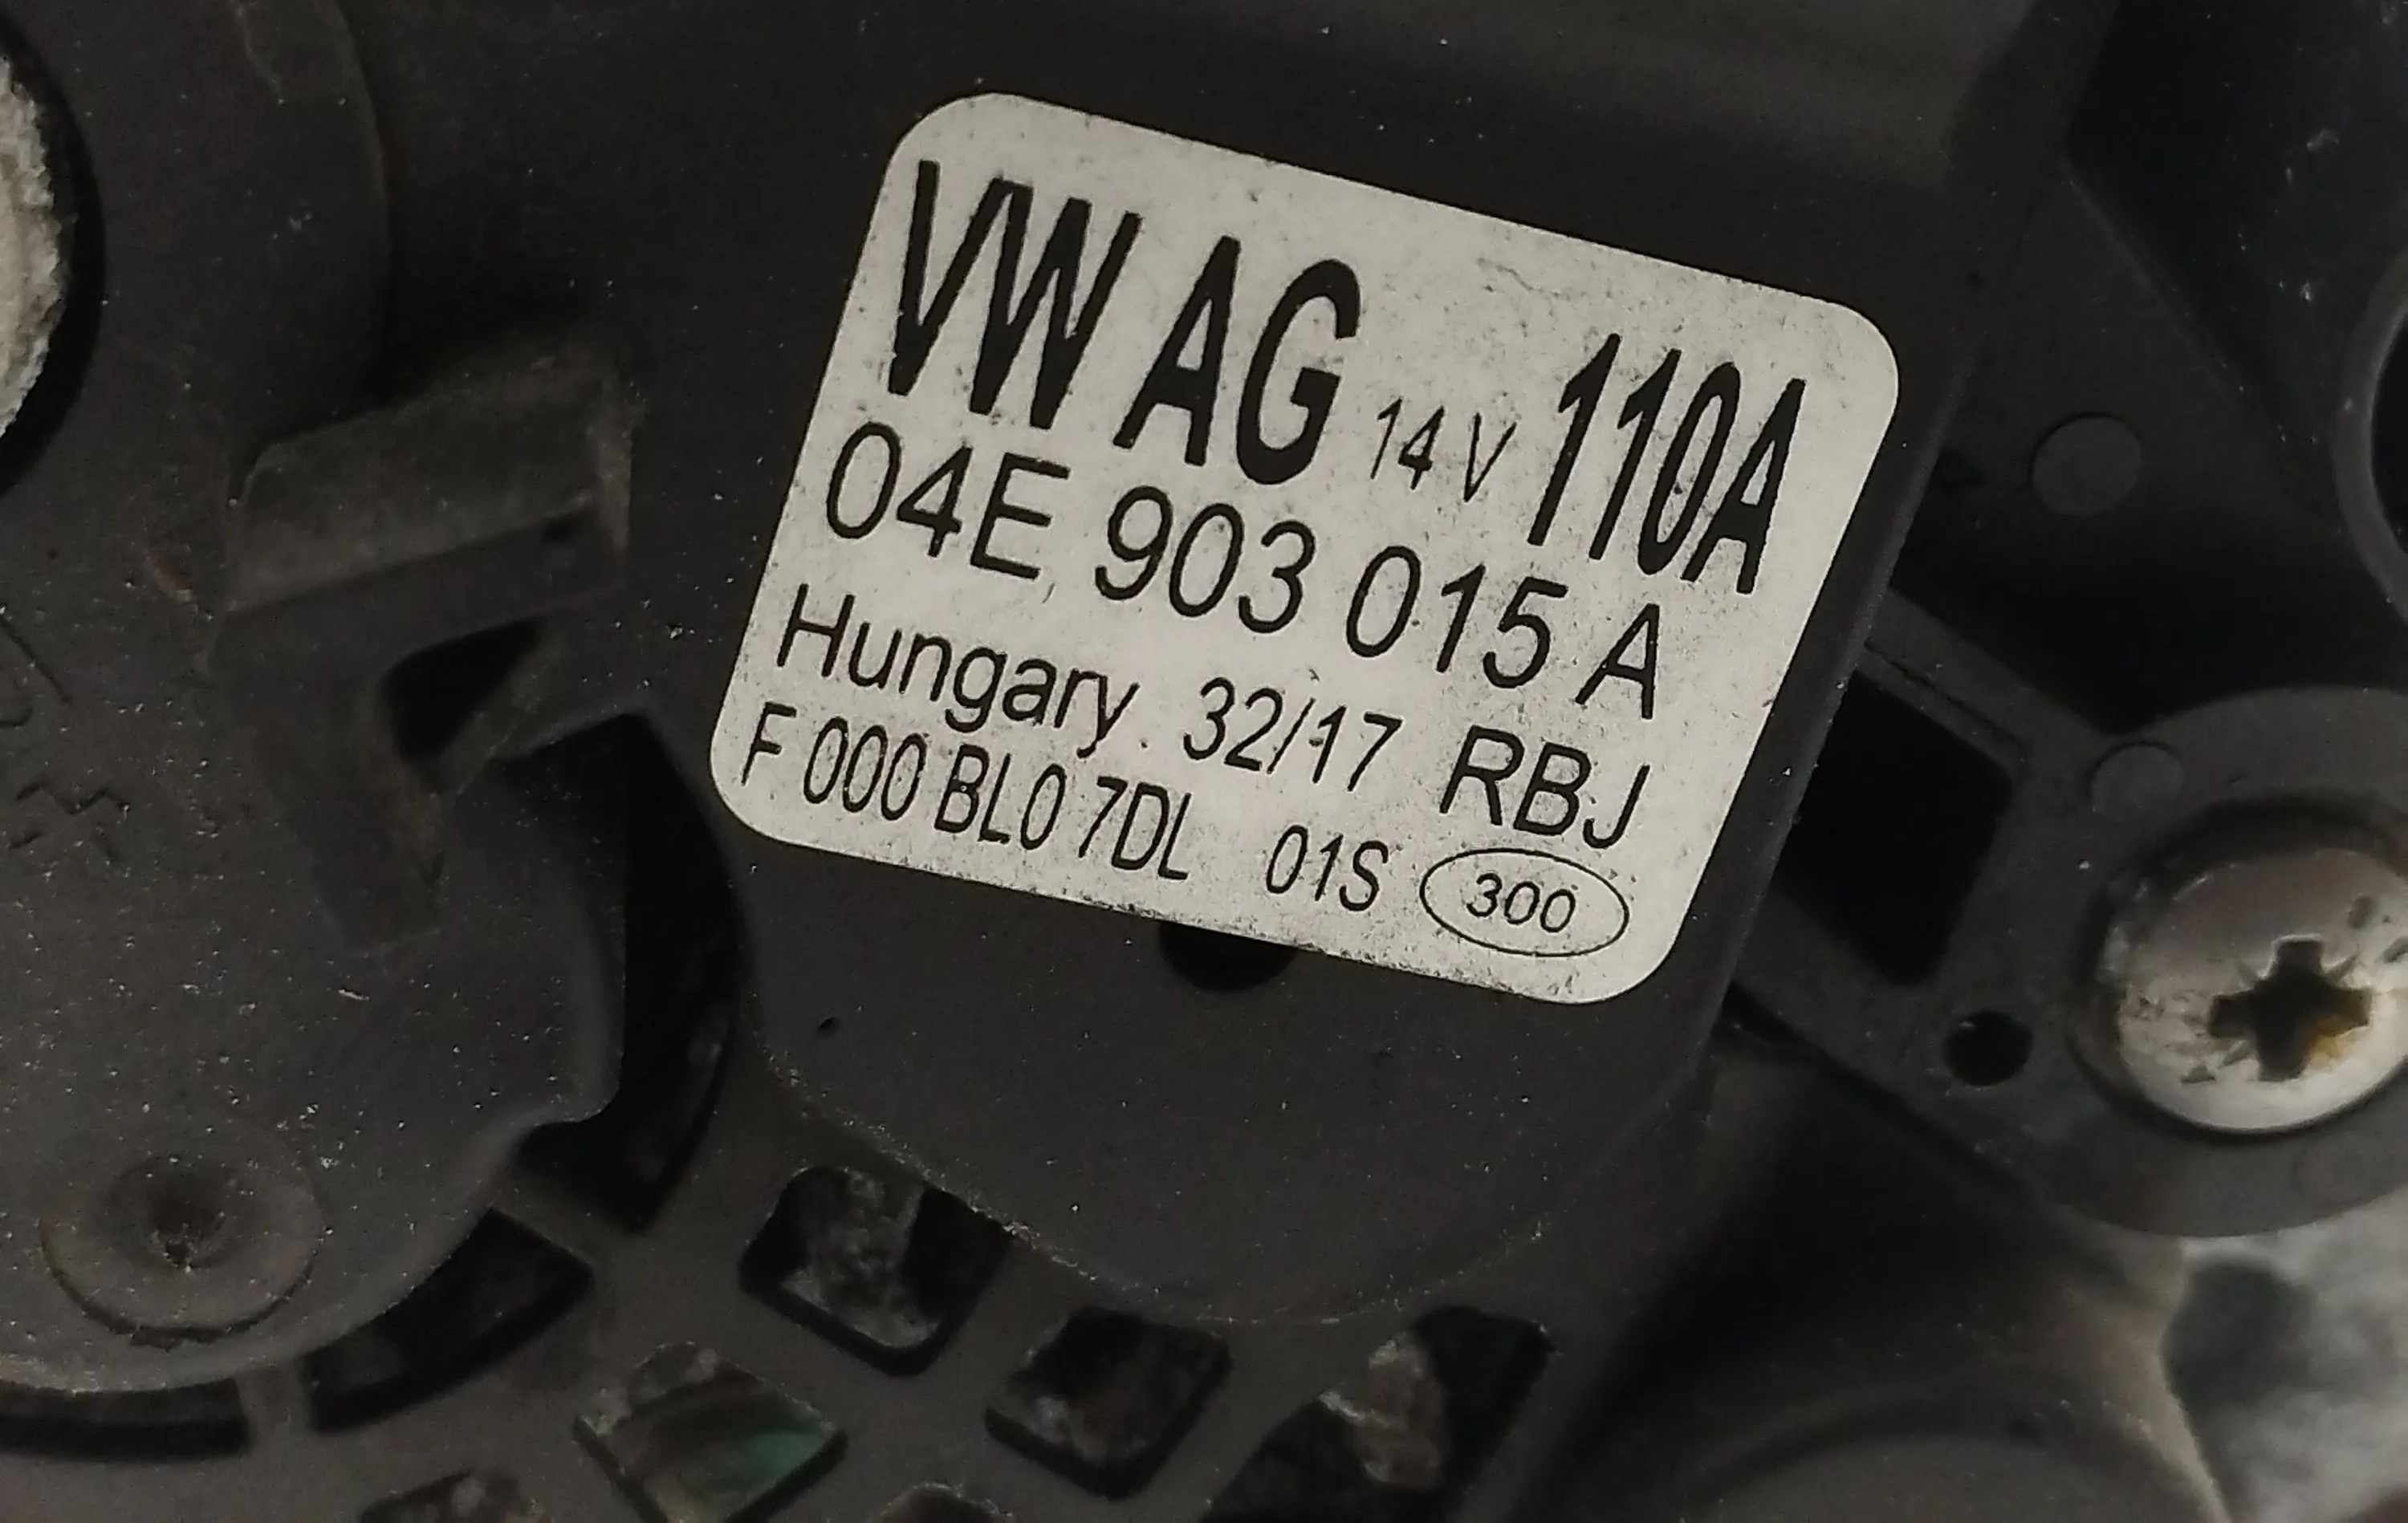 VW AG 14 V 110A
04E 903 015 A
Hungary 32/17 RBJ
F 000 BL0 7DL 01S 300